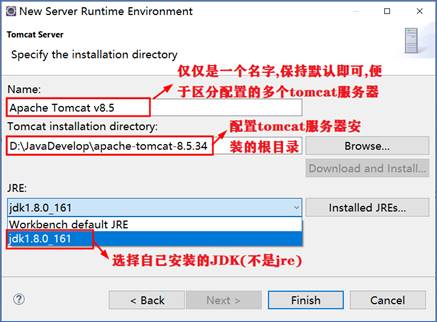 New Server Runtime Environment
Tomcat Server
Specify the installation directory
仅仅是一个名字,保持默认即可,便
于区分配置的多个tomcat服务器
Name:
Apache Tomcat v8.5
Tomcat installation directory:
配置tomcat服务器安
装的根目录
D:\JavaDevelop\apache-tomcat-8.5.34
Browse...
Download and Install...
JRE:
jdk1.8.0_161
Installed JREs...
Workbench default JRE
jdk1.8.0_161
选择自己安装的JDK(不是jre)
?
< Back
Next >
Finish
Cancel